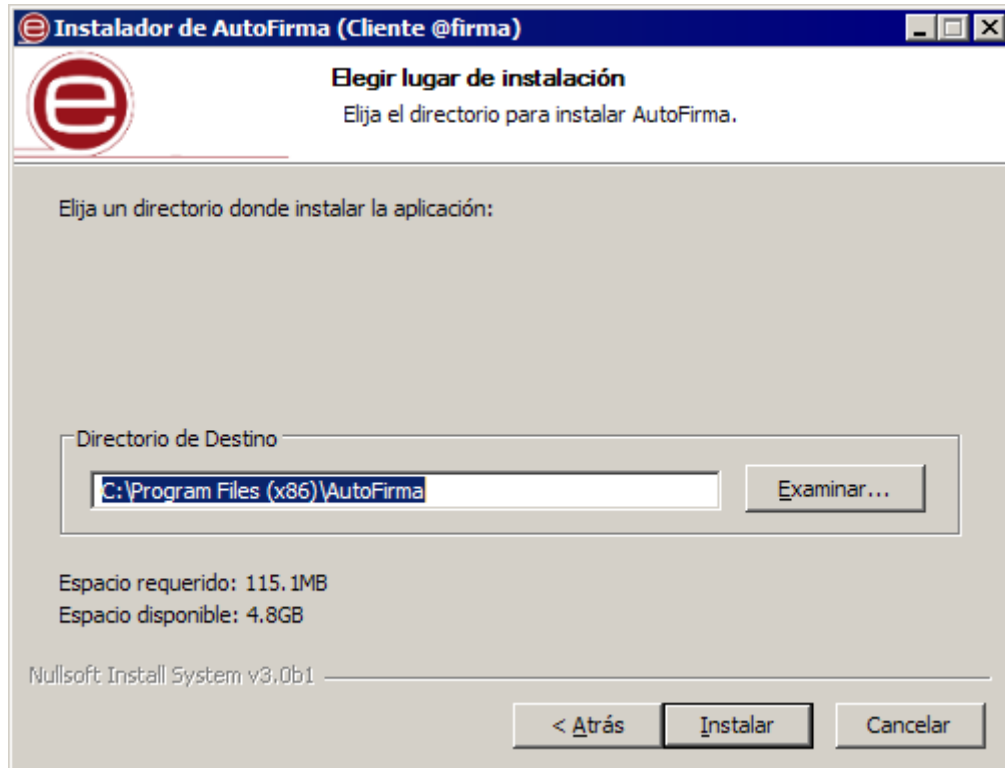 Instalador de AutoFirma (Cliente @firma)
Elegir lugar de instalación
Elija el directorio para instalar AutoFirma.
Elija un directorio donde instalar la aplicación:
Directorio de Destino
C:\Program Files (x86)\AutoFirma
Examinar...
Espacio requerido: 115.1MB
Espacio disponible: 4.8GB
Nullsoft Install System v3.0b1
< Atrás
Instalar
Cancelar